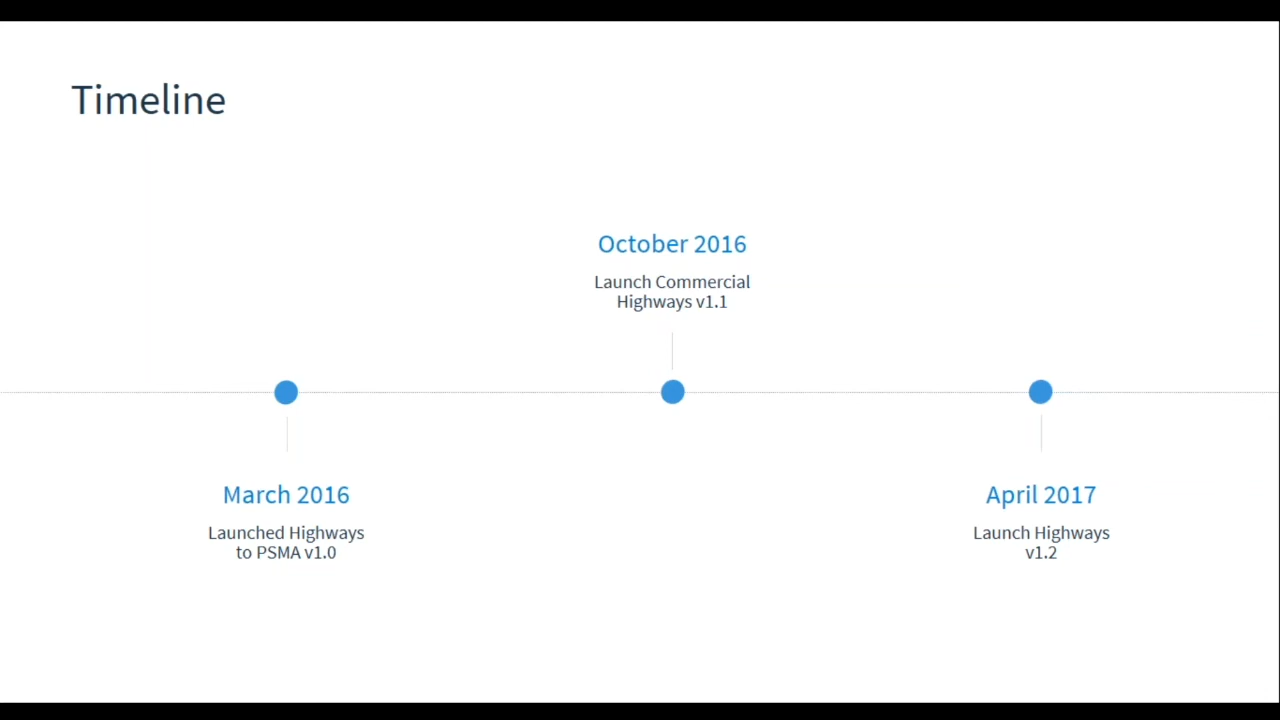 Timeline
October 2016
Launch Commercial
Highways v1.1
March 2016
Launched Highways
to PSMA v1.0
April 2017
Launch Highways
v1.2